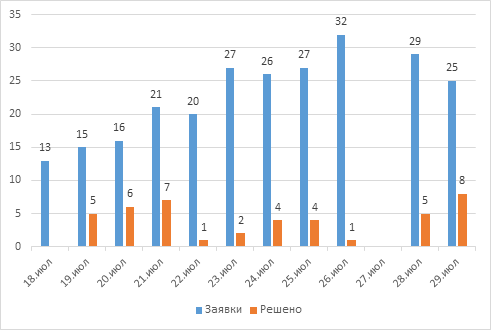 35
30
25
20
15
10
5
0
13
15
16
21
20
27
26
27
32
29
25
5
6
7
1
2
4
4
1
5
8
18.июл
19.июл
20.июл
21.июл
22.июл
23.июл
24.июл
25.июл
26.июл
27.июл
28.июл
29.июл
Заявки Решено